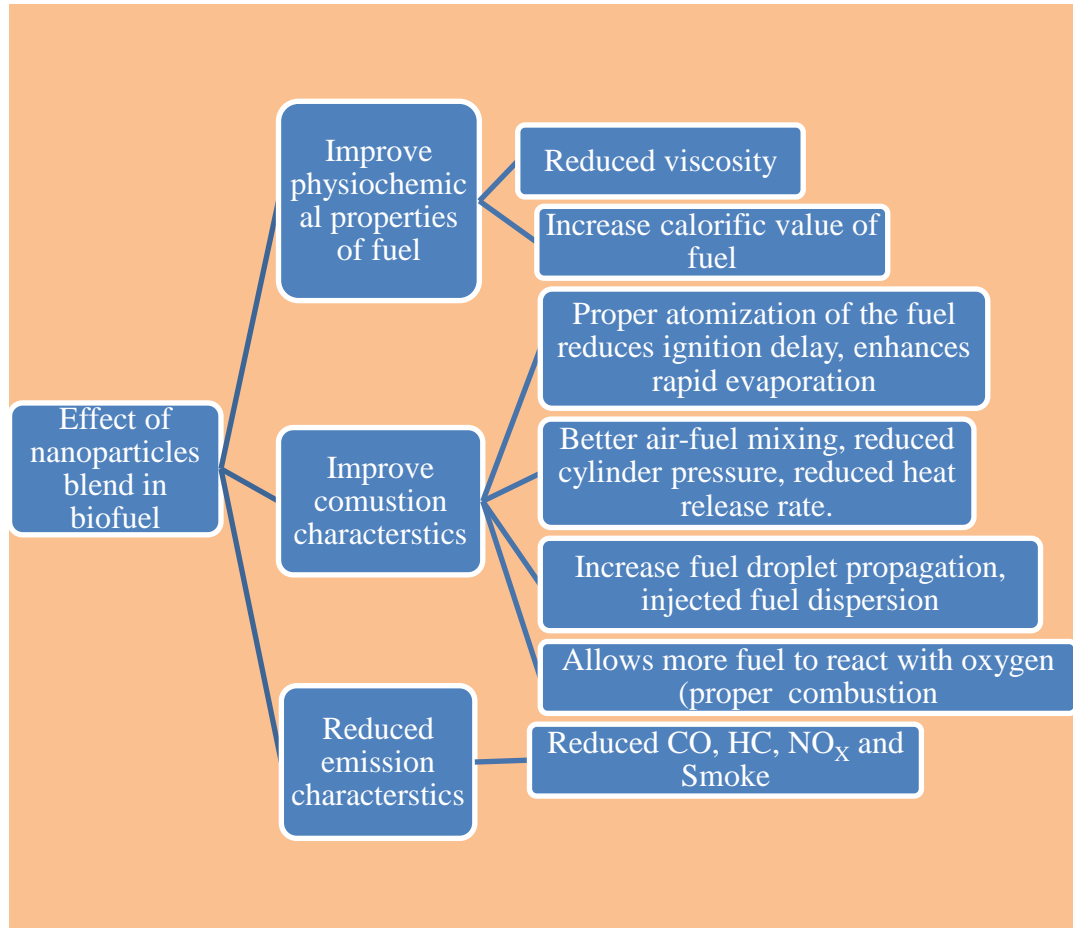 Improve
physiochemic
al properties
of fuel
Reduced viscosity
Increase calorific value of
fuel
Proper atomization of the fuel
reduces ignition delay, enhances
rapid evaporation
Effect of
nanoparticles
blend in
biofuel
Improve
comustion
characterstics
Better air-fuel mixing, reduced
cylinder pressure, reduced heat
release rate.
Increase fuel droplet propagation,
injected fuel dispersion
Allows more fuel to react with oxygen
(proper combustion
Reduced
emission
characterstics
Reduced CO, HC, NOX and
Smoke